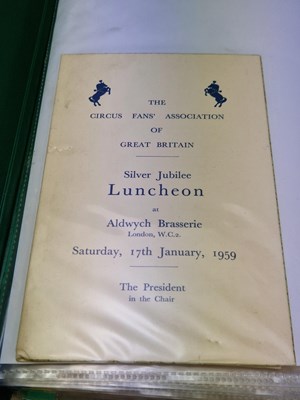 THE
CIRCUS FANS' ASSOCIATION
OF
GREAT BRITAIN
Silver Jubilee
Luncheon
at
Aldwych Brasserie
London, W.C.2.
Saturday, 17th January, 1959
The President
in the Chair